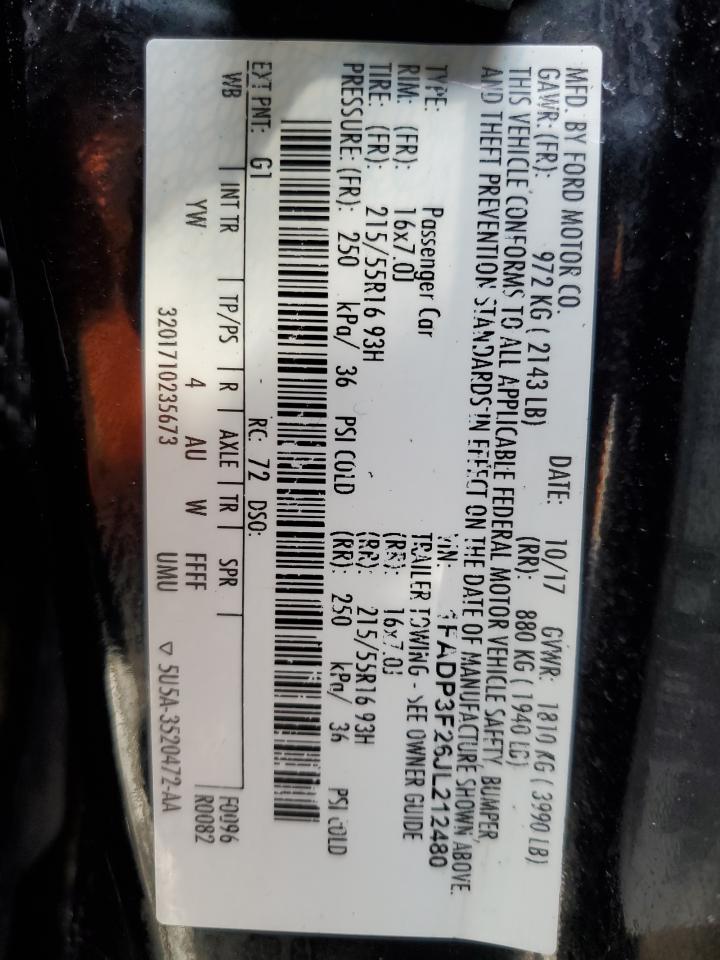 MFD. BY FORD MOTOR CO. DATE: 10/17 GVWR: 1810 KG ( 3990 LB)
GAWR: (FR): 972 KG ( 2143 LB) (RR): 880 KG ( 1940 LB)
THIS VEHICLE CONFORMS TO ALL APPLICABLE FEDERAL MOTOR VEHICLE SAFETY, BUMPER,
AND THEFT PREVENTION STANDARDS IN EFFECT ON THE DATE OF MANUFACTURE SHOWN ABOVE.
VIN: 1FADP3F26JL212480
TYPE: Passenger Car TRAILER TOWING - SEE OWNER GUIDE
RIM: (FR): 16x7.0J (RR): 16x7.0J
TIRE: (FR): 215/55R16 93H (RR): 215/55R16 93H
PRESSURE: (FR): 250 kPa/ 36 PSI COLD (RR): 250 kPa/ 36 PSI COLD
EXT PNT: G1 RC: 72 DSO: F0096
WB INT TR TP/PS R AXLE TR SPR R0082
YW 4 AU W FFFF
3201710235673 UMU ▽ 5U5A-3520472-AA